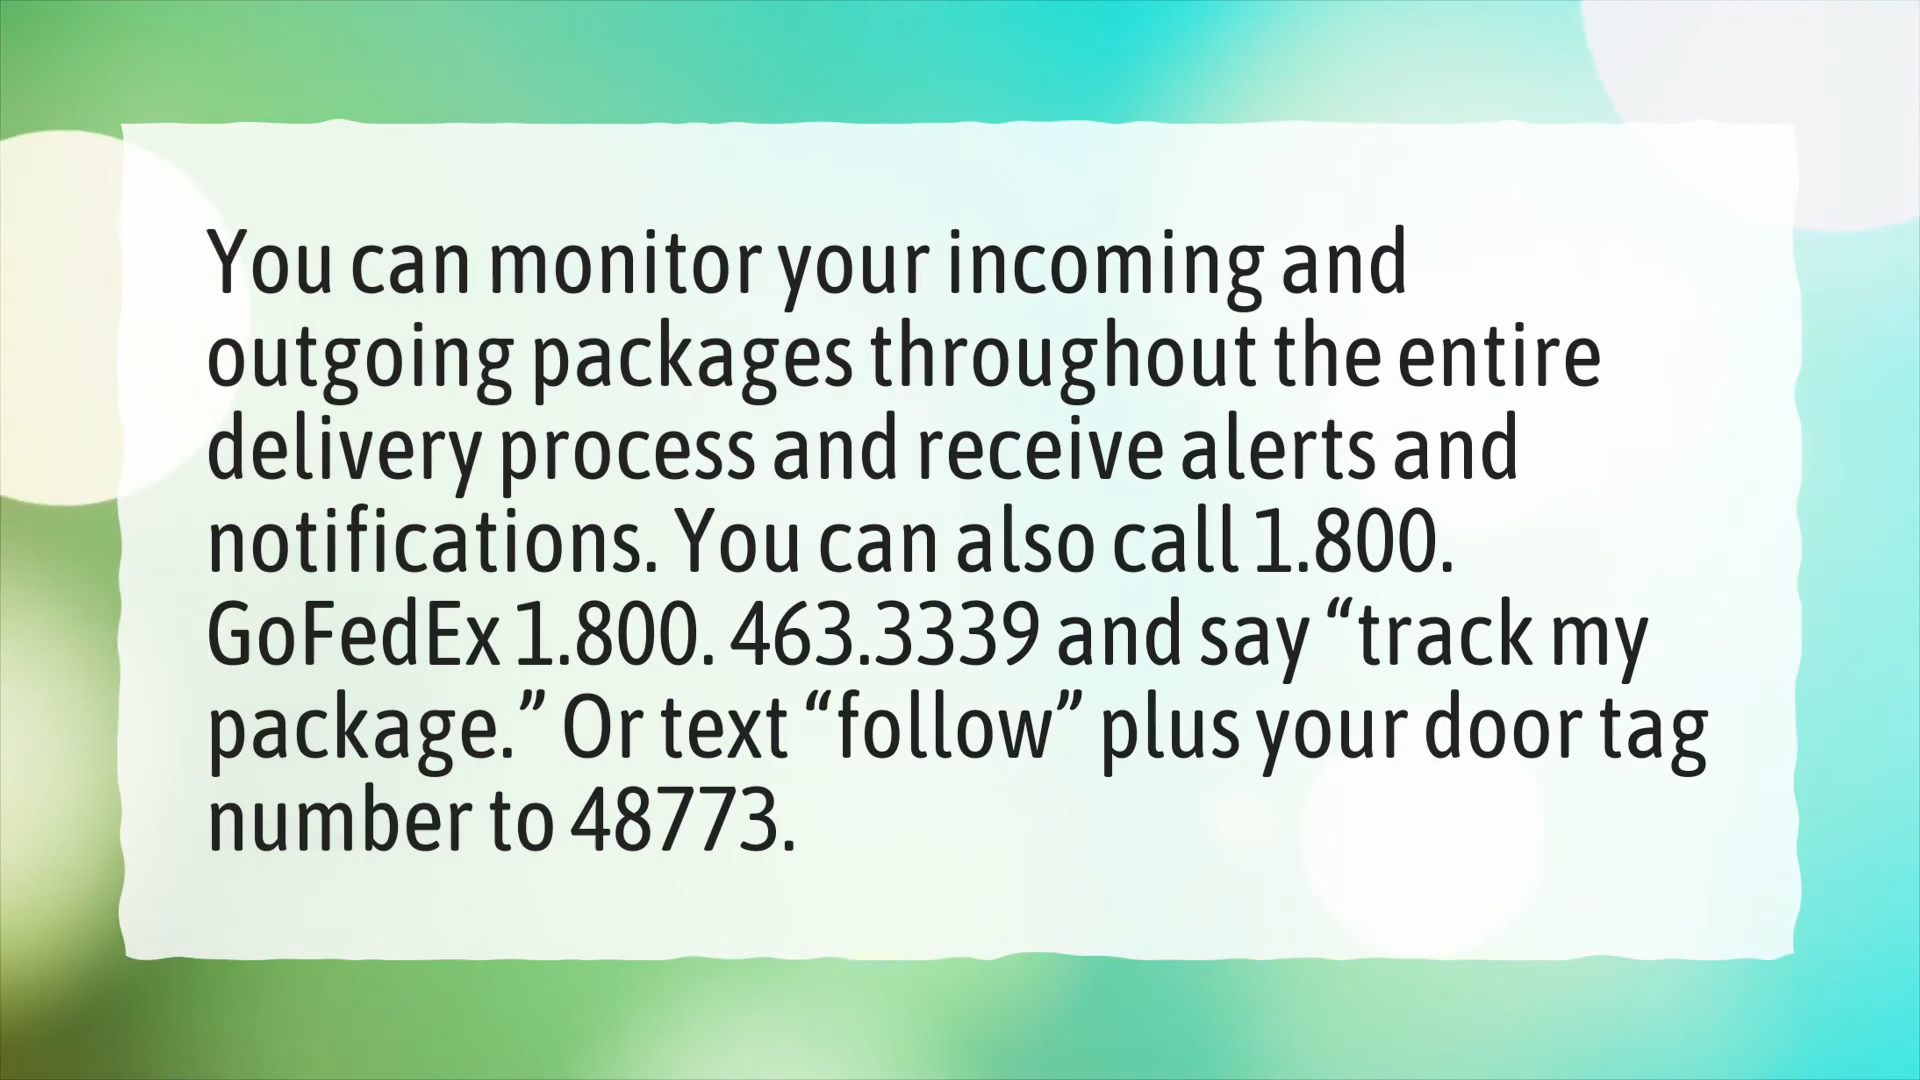 You can monitor your incoming and
outgoing packages throughout the entire
delivery process and receive alerts and
notifications. You can also call 1.800.
GoFedEx 1.800. 463.3339 and say “track my
package.” Or text “follow” plus your door tag
number to 48773.